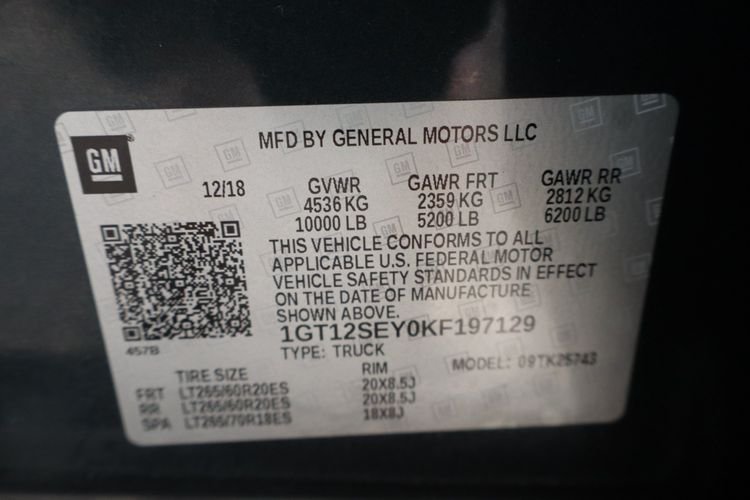 MFD BY GENERAL MOTORS LLC
GM
12/18 GVWR GAWR FRT GAWR RR
4536 KG 2359 KG 2812 KG
10000 LB 5200 LB 6200 LB
THIS VEHICLE CONFORMS TO ALL
APPLICABLE U.S. FEDERAL MOTOR
VEHICLE SAFETY STANDARDS IN EFFECT
ON THE DATE OF MANUFACTURE
SHOWN ABOVE.
1GT12SEY0KF197129
457B
TYPE: TRUCK MODEL: 09TK25743
TIRE SIZE RIM
FRT LT265/60R20ES 20X8.5J
RR LT265/60R20ES 20X8.5J
SPA LT265/70R18ES 18X8J